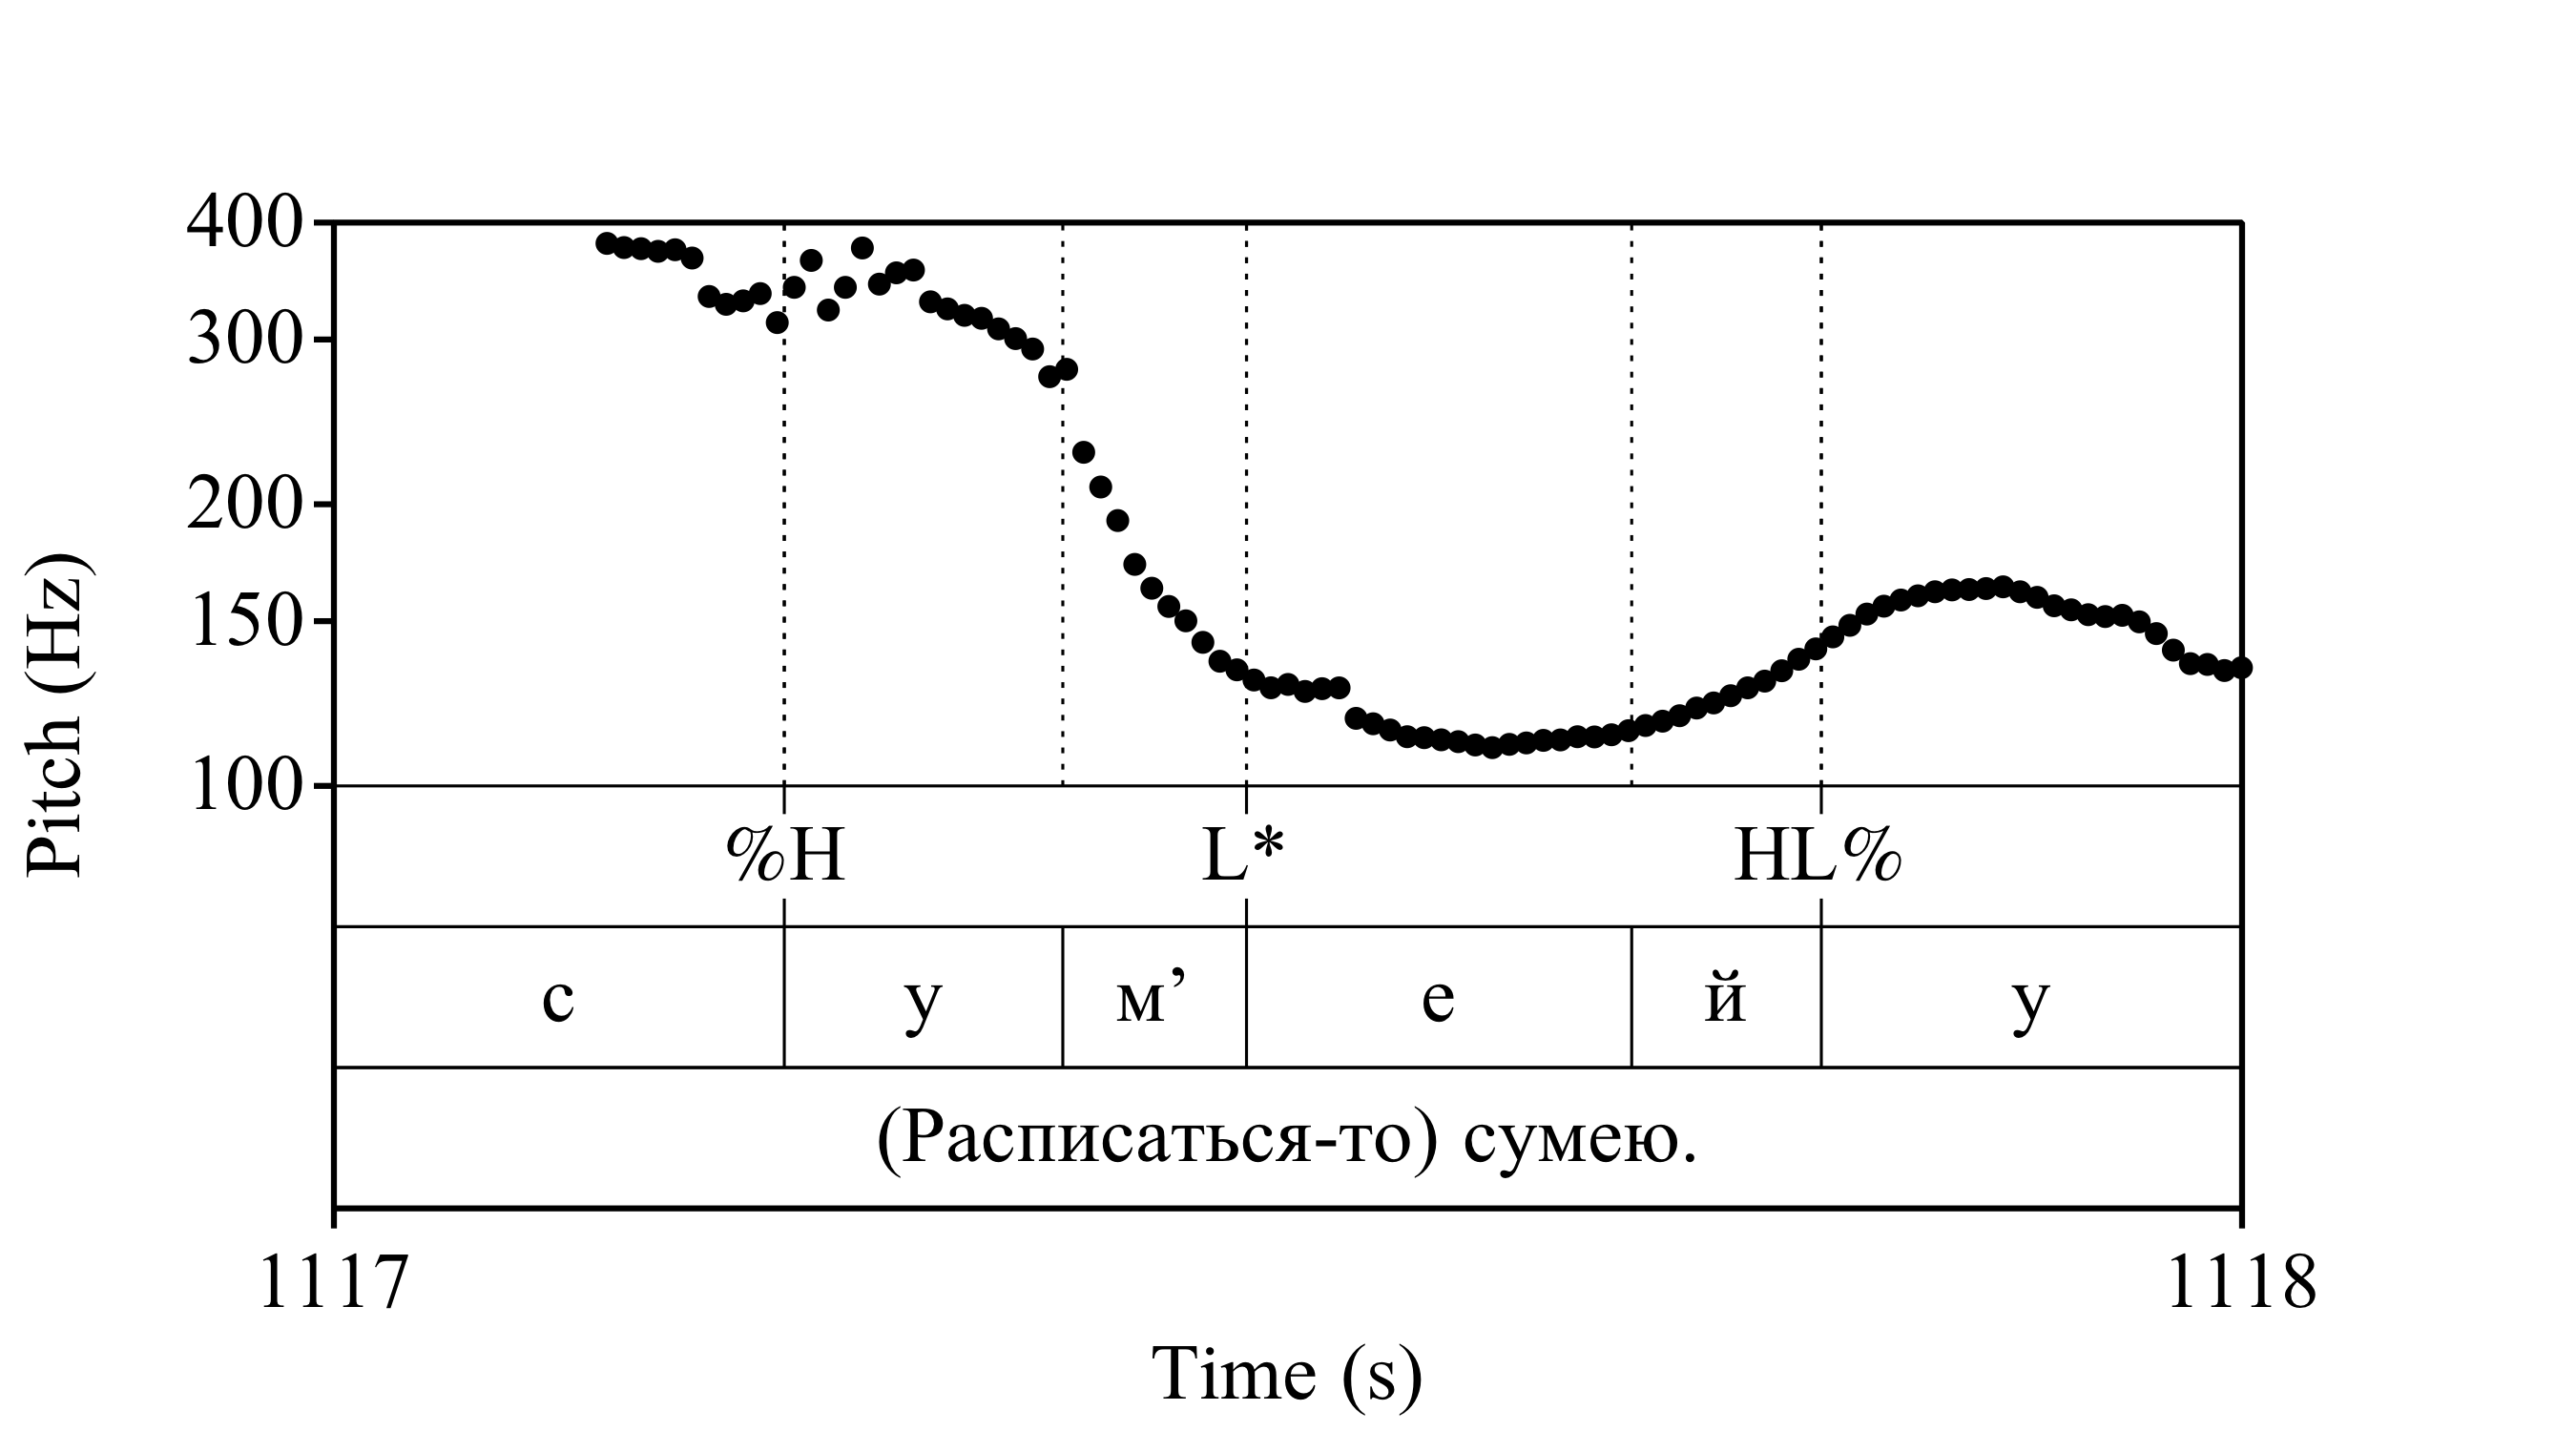 400
300
200
150
100
Pitch (Hz)
%H L* HL%
с у м’ е й у
(Расписаться-то) сумею.
1117 1118
Time (s)